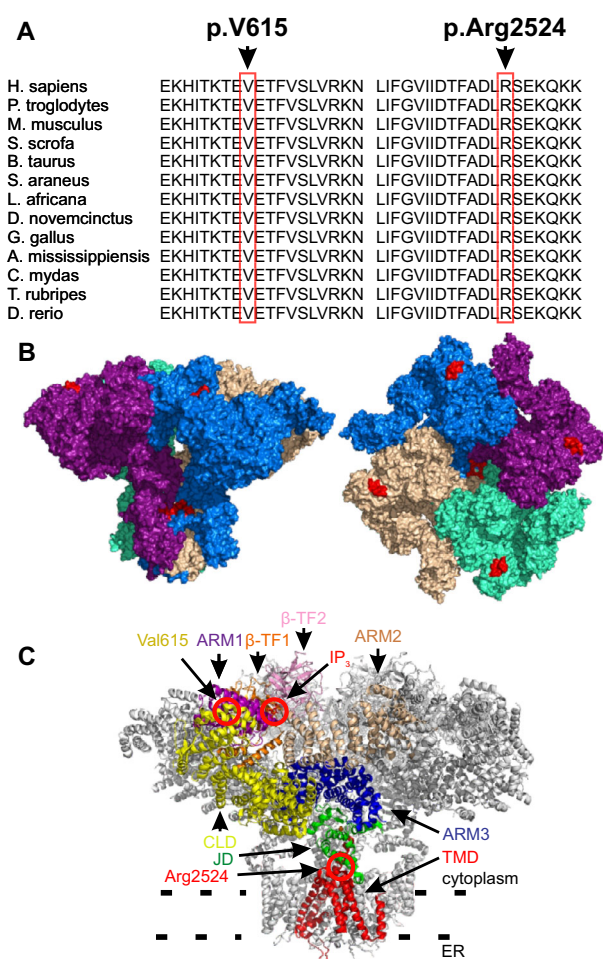 A
p.V615 p.Arg2524
H. sapiens EKHITKTEVETFVSLVRKN LIFGVIIDTFADLRSEKQKK
P. troglodytes EKHITKTEVETFVSLVRKN LIFGVIIDTFADLRSEKQKK
M. musculus EKHITKTEVETFVSLVRKN LIFGVIIDTFADLRSEKQKK
S. scrofa EKHITKTEVETFVSLVRKN LIFGVIIDTFADLRSEKQKK
B. taurus EKHITKTEVETFVSLVRKN LIFGVIIDTFADLRSEKQKK
S. araneus EKHITKTEVETFVSLVRKN LIFGVIIDTFADLRSEKQKK
L. africana EKHITKTEVETFVSLVRKN LIFGVIIDTFADLRSEKQKK
D. novemcinctus EKHITKTEVETFVSLVRKN LIFGVIIDTFADLRSEKQKK
G. gallus EKHITKTEVETFVSLVRKN LIFGVIIDTFADLRSEKQKK
A. mississippiensis EKHITKTEVETFVSLVRKN LIFGVIIDTFADLRSEKQKK
C. mydas EKHITKTEVETFVSLVRKN LIFGVIIDTFADLRSEKQKK
T. rubripes EKHITKTEVETFVSLVRKN LIFGVIIDTFADLRSEKQKK
D. rerio EKHITKTEVETFVSLVRKN LIFGVIIDTFADLRSEKQKK
B
C
β-TF2
Val615 ARM1 β-TF1 ARM2
IP3
CLD ARM3
JD
Arg2524 TMD
cytoplasm
ER